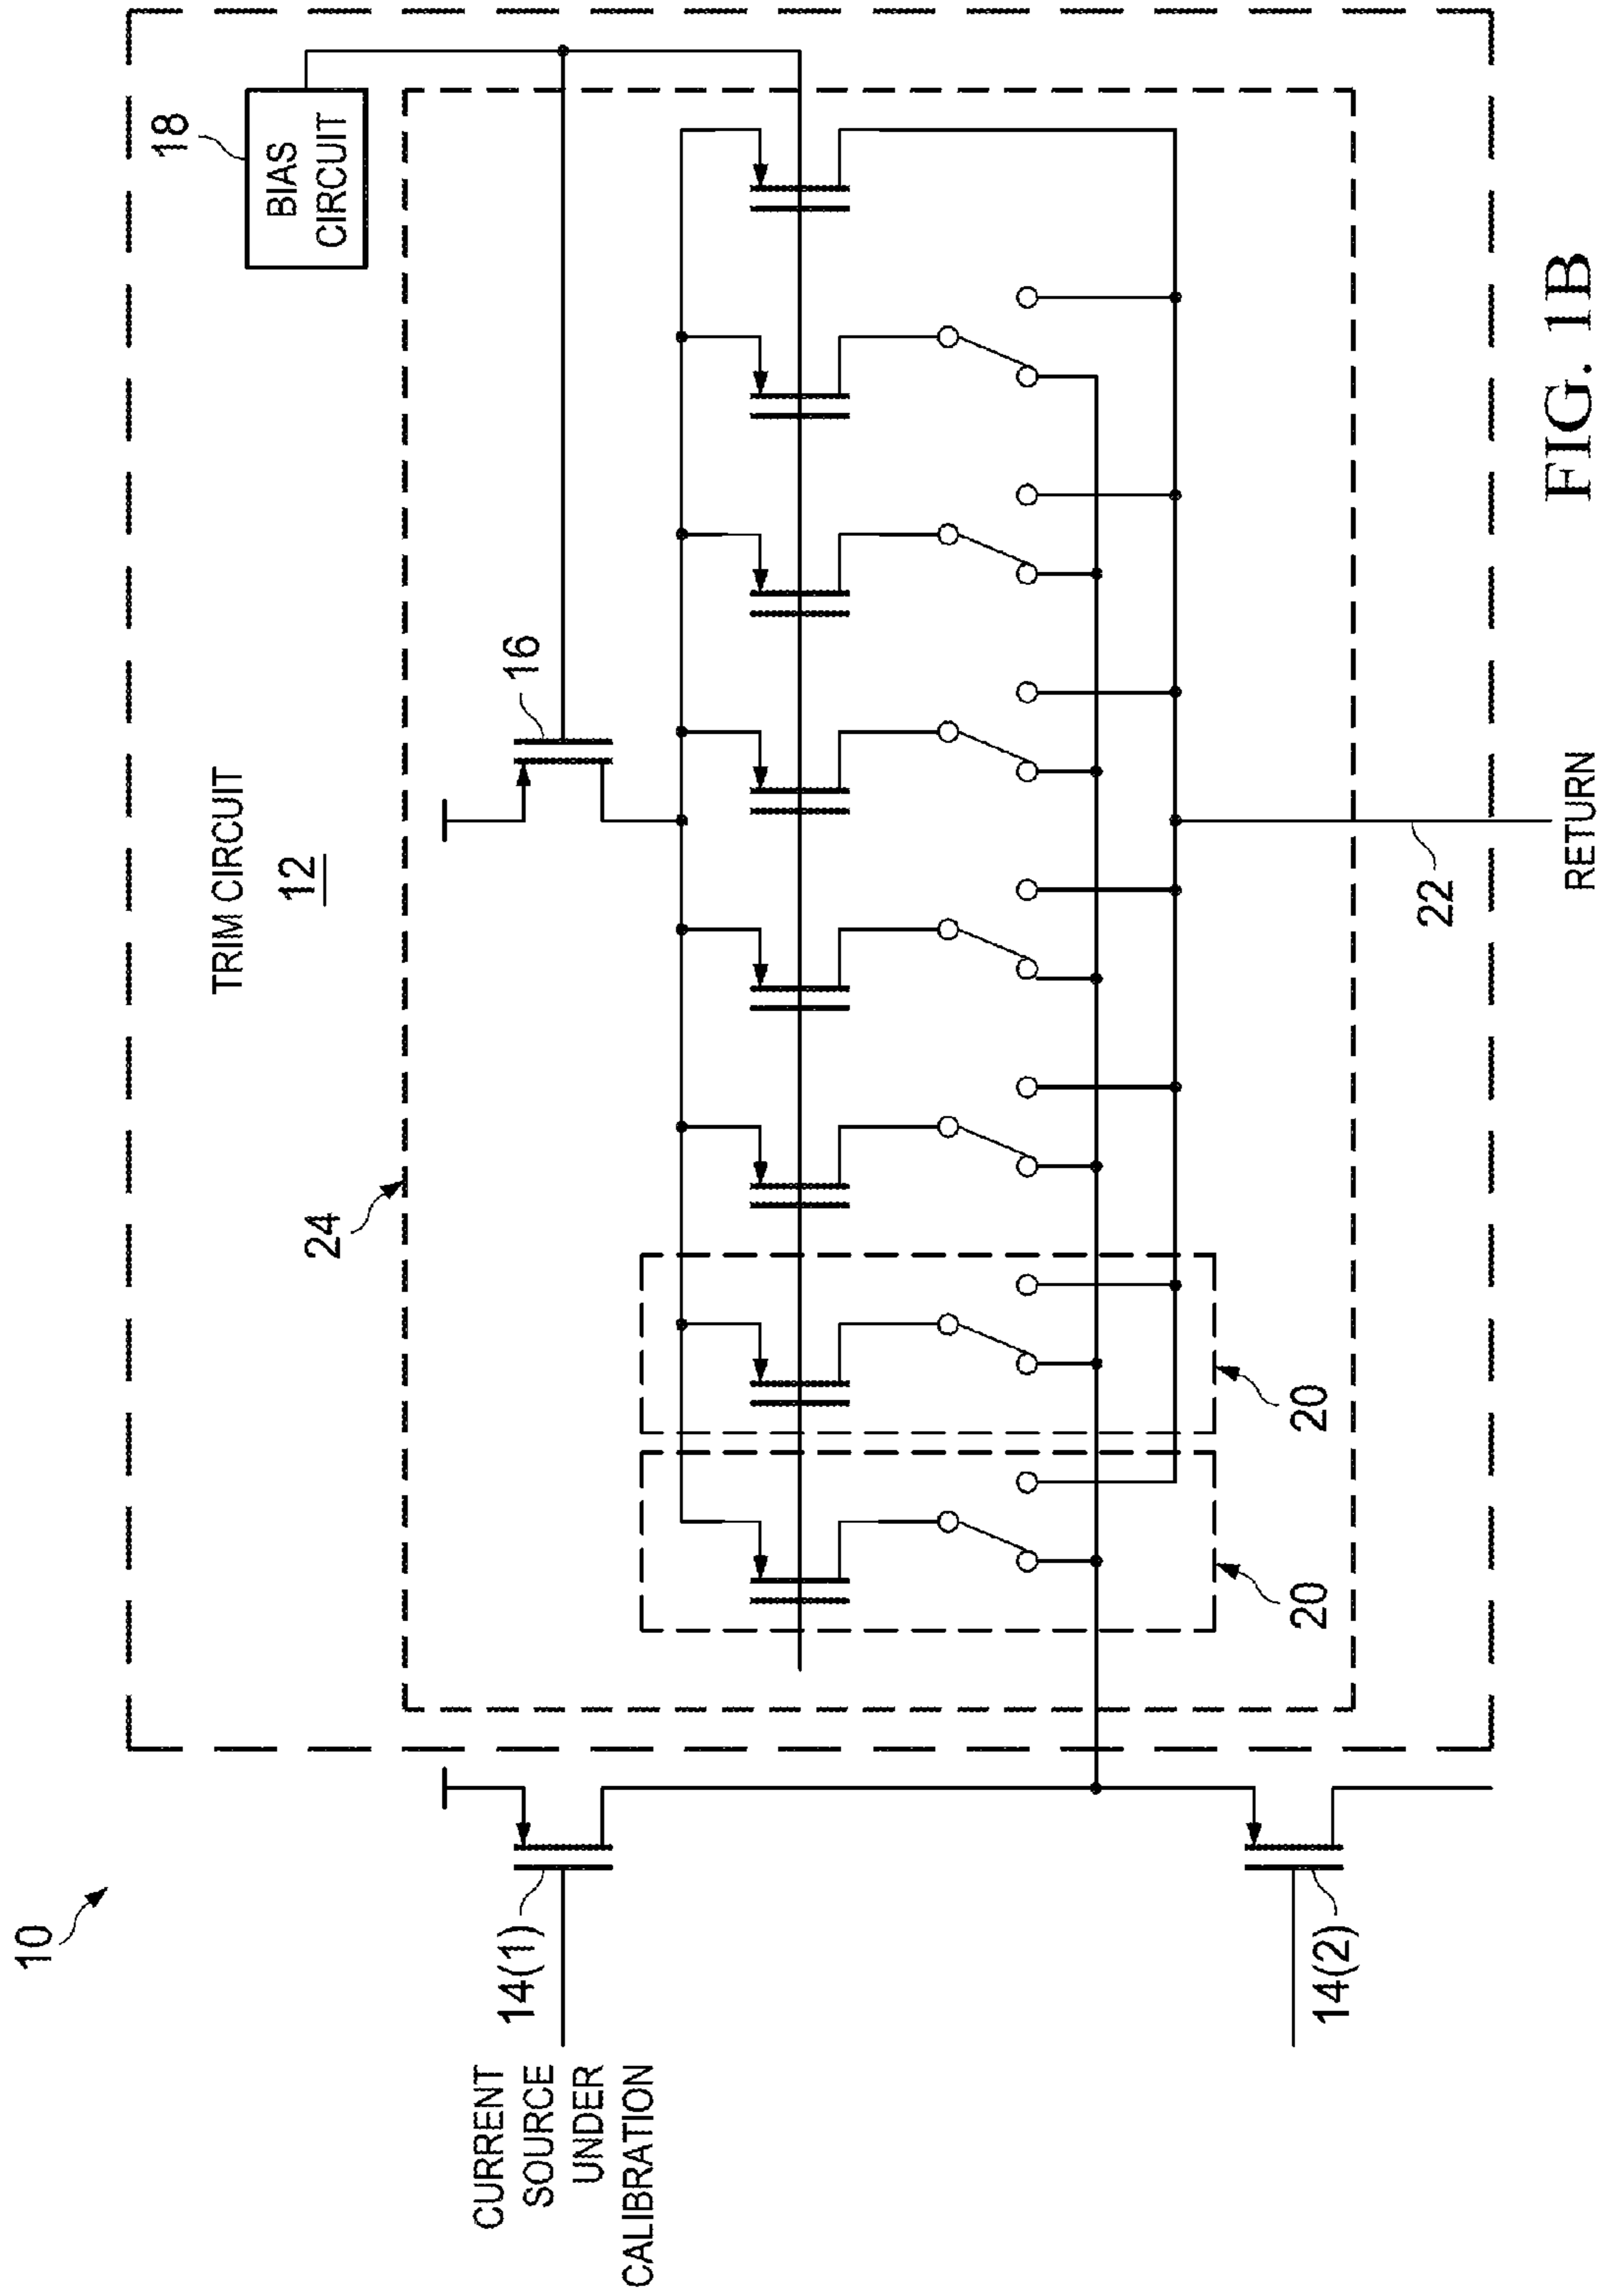 10
TRIM CIRCUIT
12
18
BIAS
CIRCUIT
24
16
14(1)
CURRENT
SOURCE
UNDER
CALIBRATION
20
20
14(2)
22
RETURN
FIG. 1B